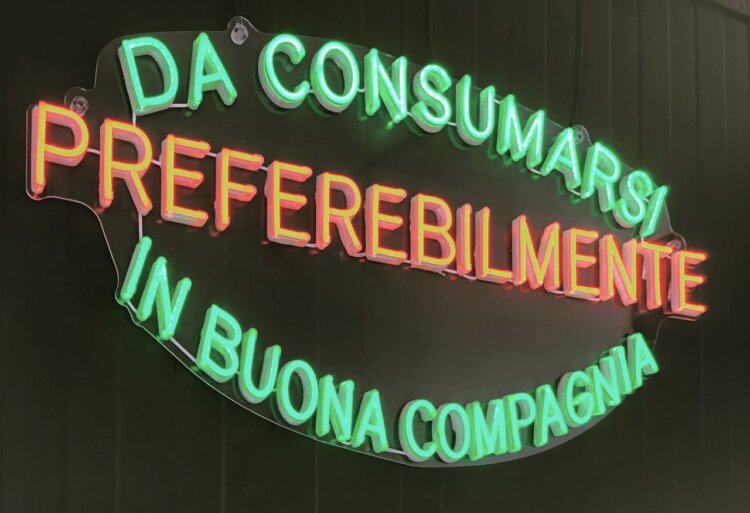 DA CONSUMARSI
PREFEREBILMENTE
IN BUONA COMPAGNIA